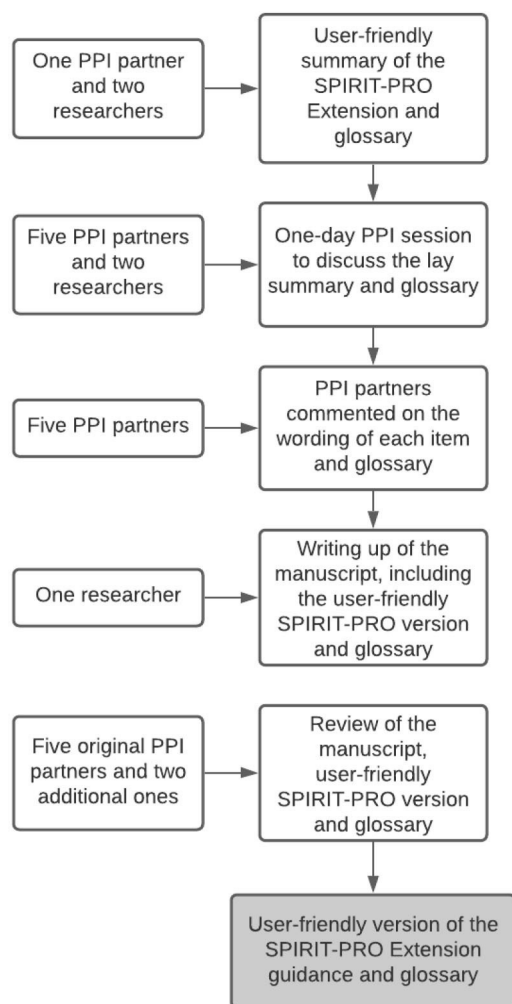 One PPI partner
and two
researchers
User-friendly
summary of the
SPIRIT-PRO
Extension and
glossary
Five PPI partners
and two
researchers
One-day PPI session
to discuss the lay
summary and glossary
Five PPI partners
PPI partners
commented on the
wording of each item
and glossary
One researcher
Writing up of the
manuscript, including
the user-friendly
SPIRIT-PRO version
and glossary
Five original PPI
partners and two
additional ones
Review of the
manuscript,
user-friendly
SPIRIT-PRO version
and glossary
User-friendly version of the
SPIRIT-PRO Extension
guidance and glossary